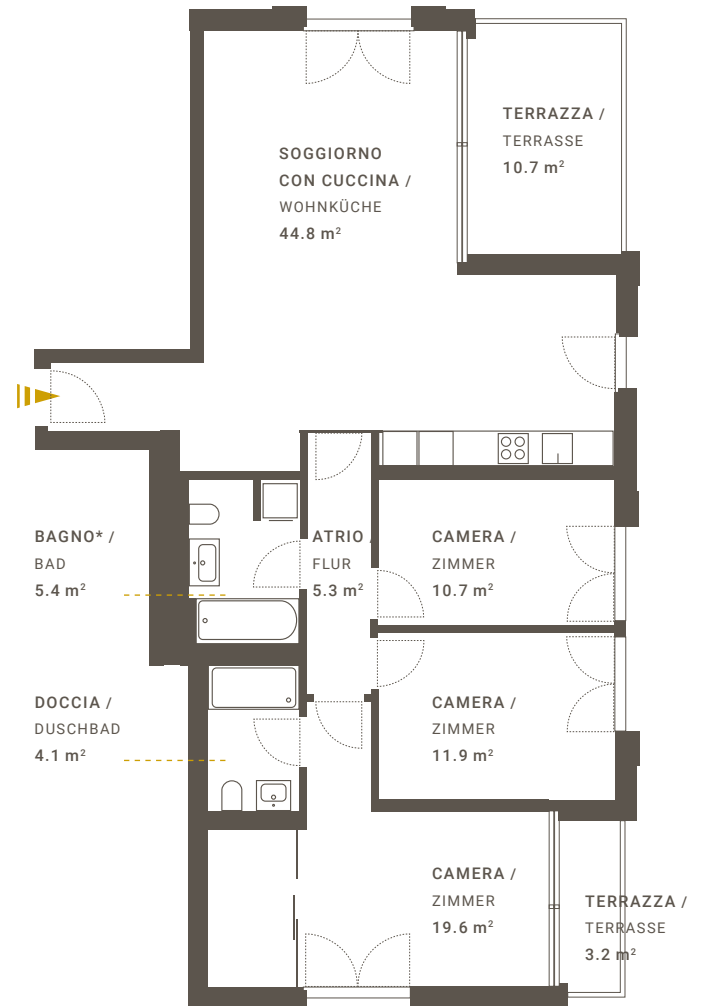 TERRAZZA /
TERRASSE
10.7 m²
SOGGIORNO
CON CUCCINA /
WOHNKÜCHE
44.8 m²
BAGNO* /
BAD
5.4 m²
ATRIO /
FLUR
5.3 m²
CAMERA /
ZIMMER
10.7 m²
DOCCIA /
DUSCHBAD
4.1 m²
CAMERA /
ZIMMER
11.9 m²
CAMERA /
ZIMMER
19.6 m²
TERRAZZA /
TERRASSE
3.2 m²